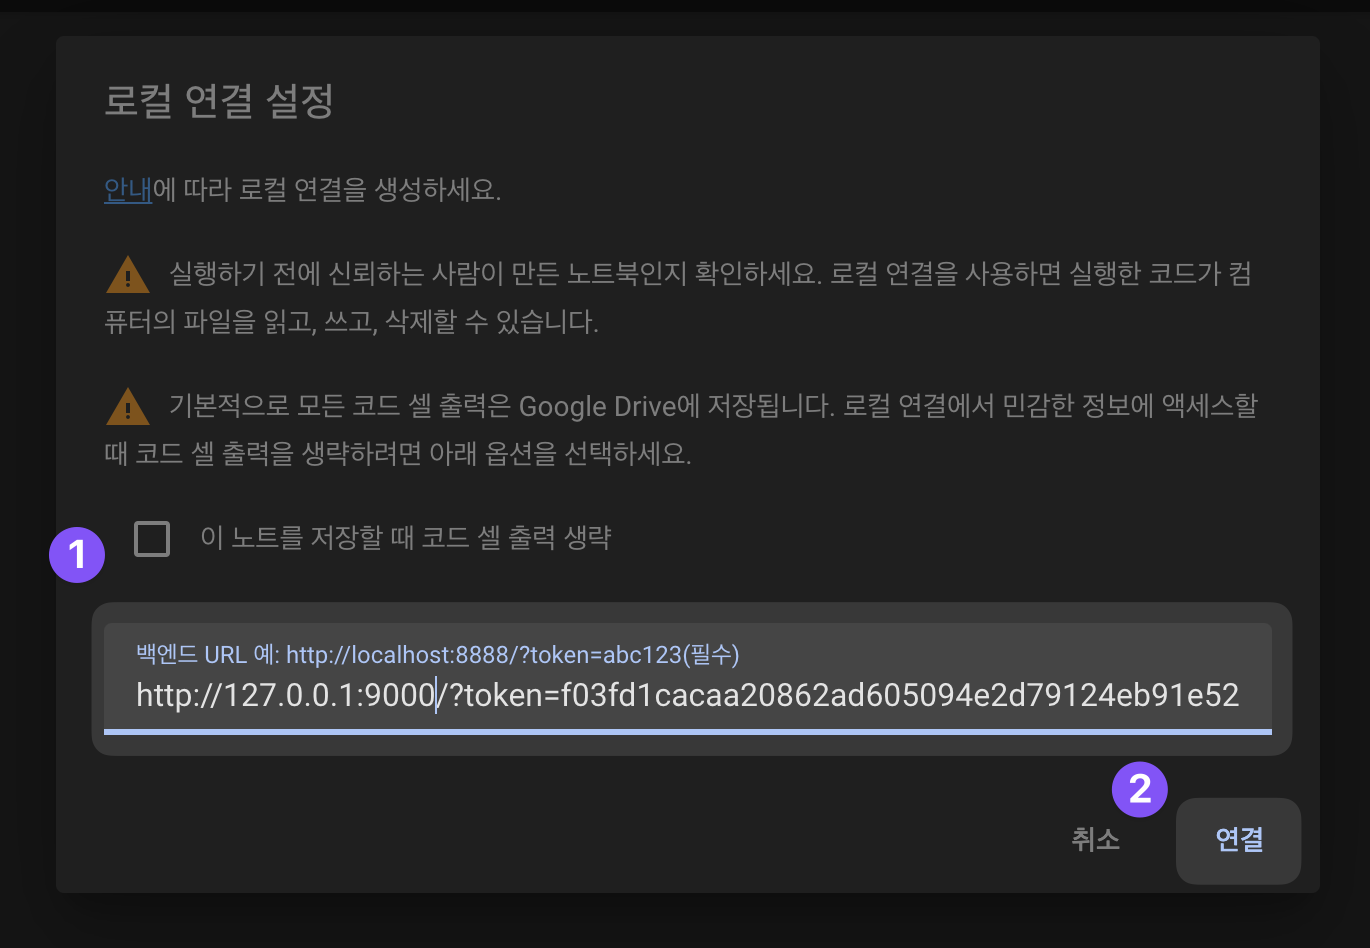 로컬 연결 설정
안내에 따라 로컬 연결을 생성하세요.
실행하기 전에 신뢰하는 사람이 만든 노트북인지 확인하세요. 로컬 연결을 사용하면 실행한 코드가 컴
퓨터의 파일을 읽고, 쓰고, 삭제할 수 있습니다.
기본적으로 모든 코드 셀 출력은 Google Drive에 저장됩니다. 로컬 연결에서 민감한 정보에 액세스할
때 코드 셀 출력을 생략하려면 아래 옵션을 선택하세요.
1
이 노트를 저장할 때 코드 셀 출력 생략
백엔드 URL 예: http://localhost:8888/?token=abc123(필수)
http://127.0.0.1:9000/?token=f03fd1cacaa20862ad605094e2d79124eb91e52
2
취소 연결